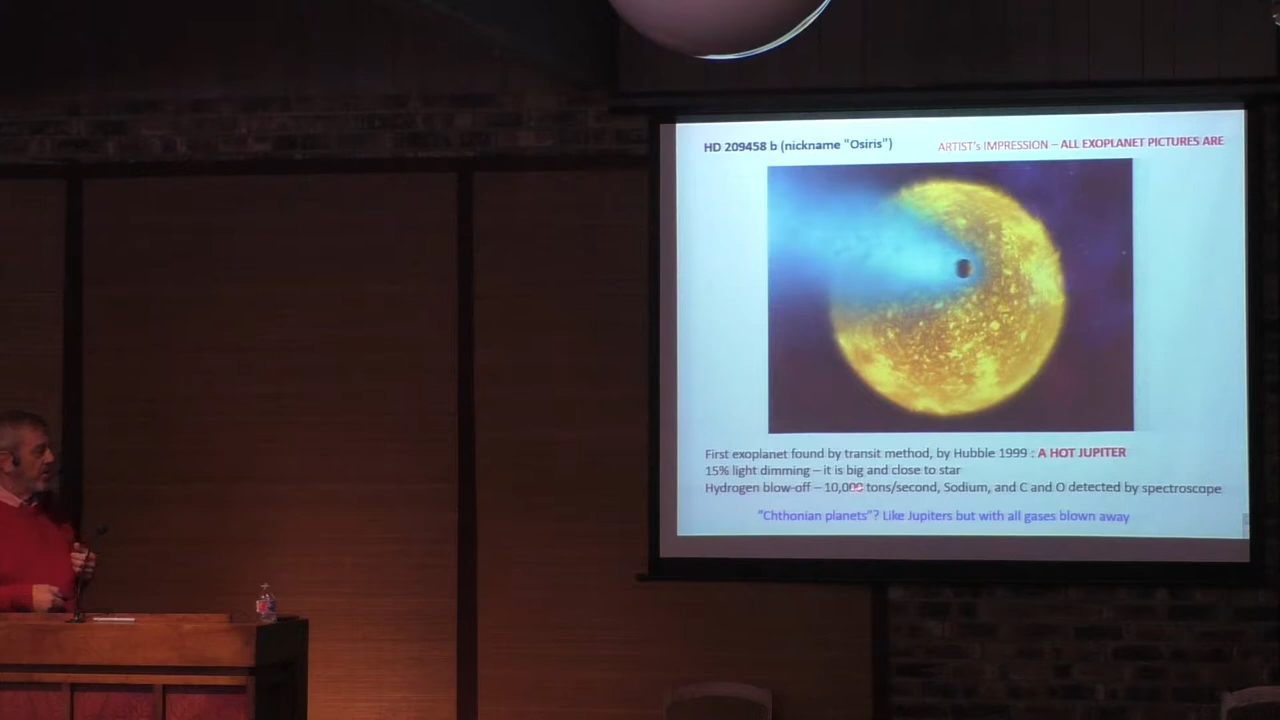 HD 209458 b (nickname "Osiris")
ARTIST's IMPRESSION – ALL EXOPLANET PICTURES ARE
First exoplanet found by transit method, by Hubble 1999 : A HOT JUPITER
15% light dimming – it is big and close to star
Hydrogen blow-off – 10,000 tons/second, Sodium, and C and O detected by spectroscope
"Chthonian planets"? Like Jupiters but with all gases blown away